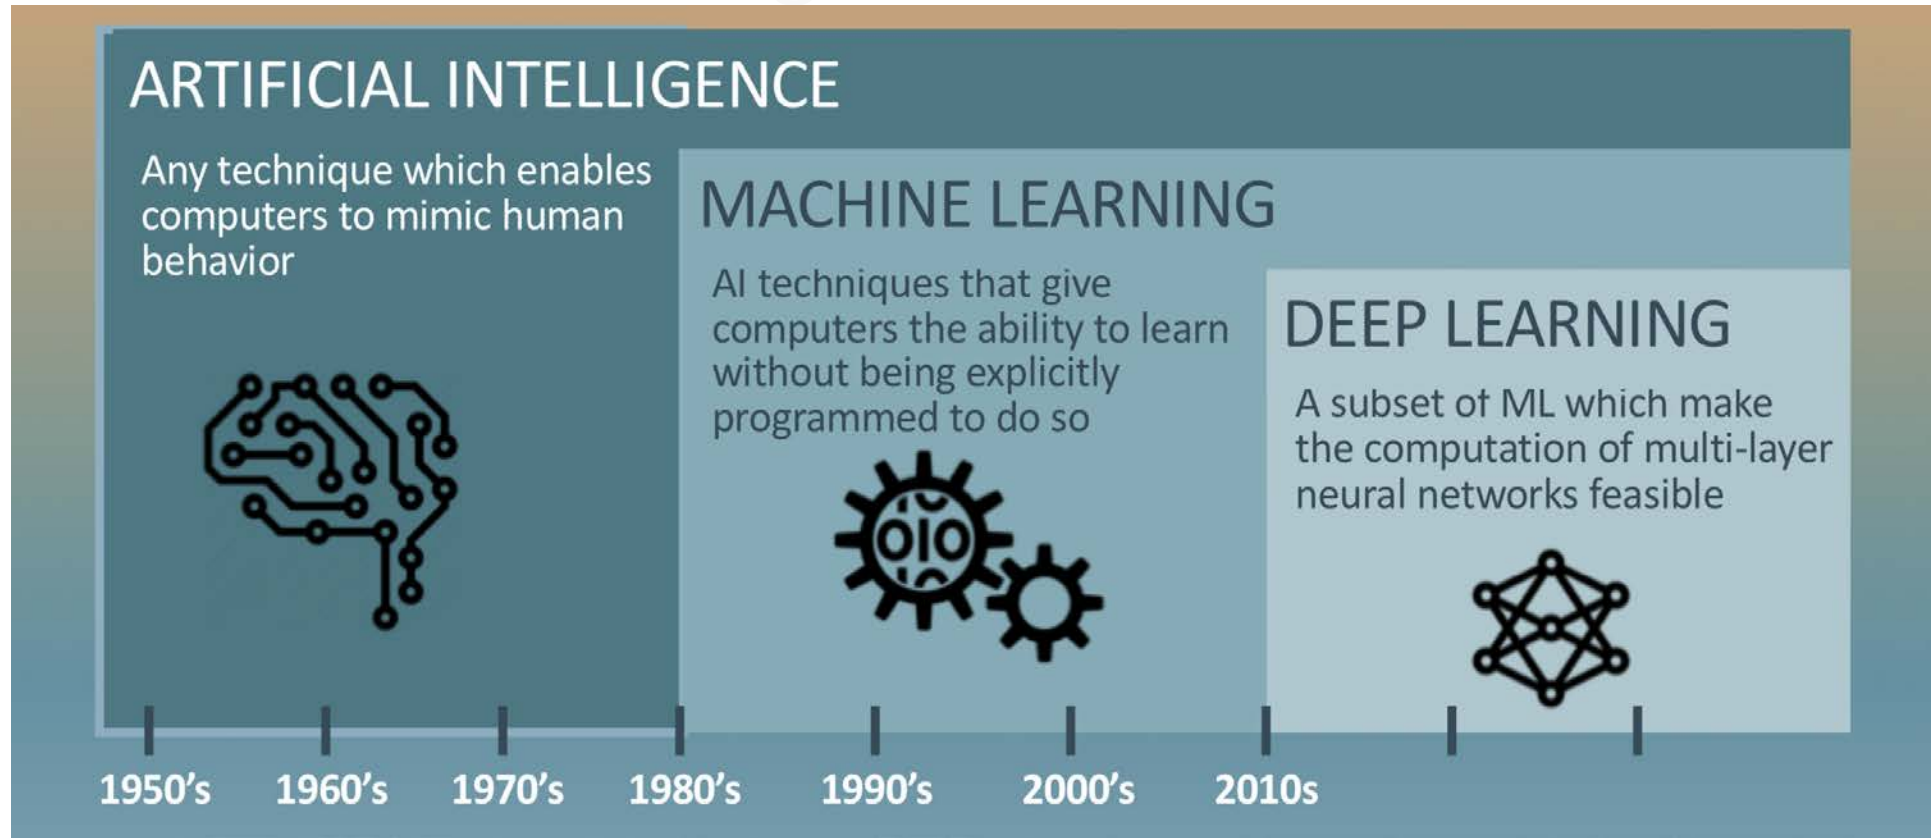 ARTIFICIAL INTELLIGENCE
Any technique which enables
computers to mimic human
behavior
MACHINE LEARNING
AI techniques that give
computers the ability to learn
without being explicitly
programmed to do so
OIO
DEEP LEARNING
A subset of ML which make
the computation of multi-layer
neural networks feasible
1950's 1960's 1970's 1980's 1990's 2000's 2010s